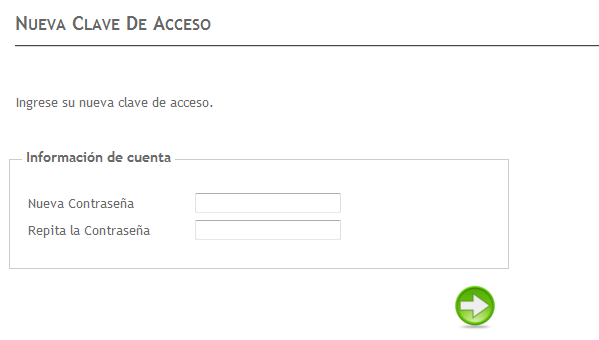 Nueva Clave De Acceso
Ingrese su nueva clave de acceso.
Información de cuenta
Nueva Contraseña
Repita la Contraseña